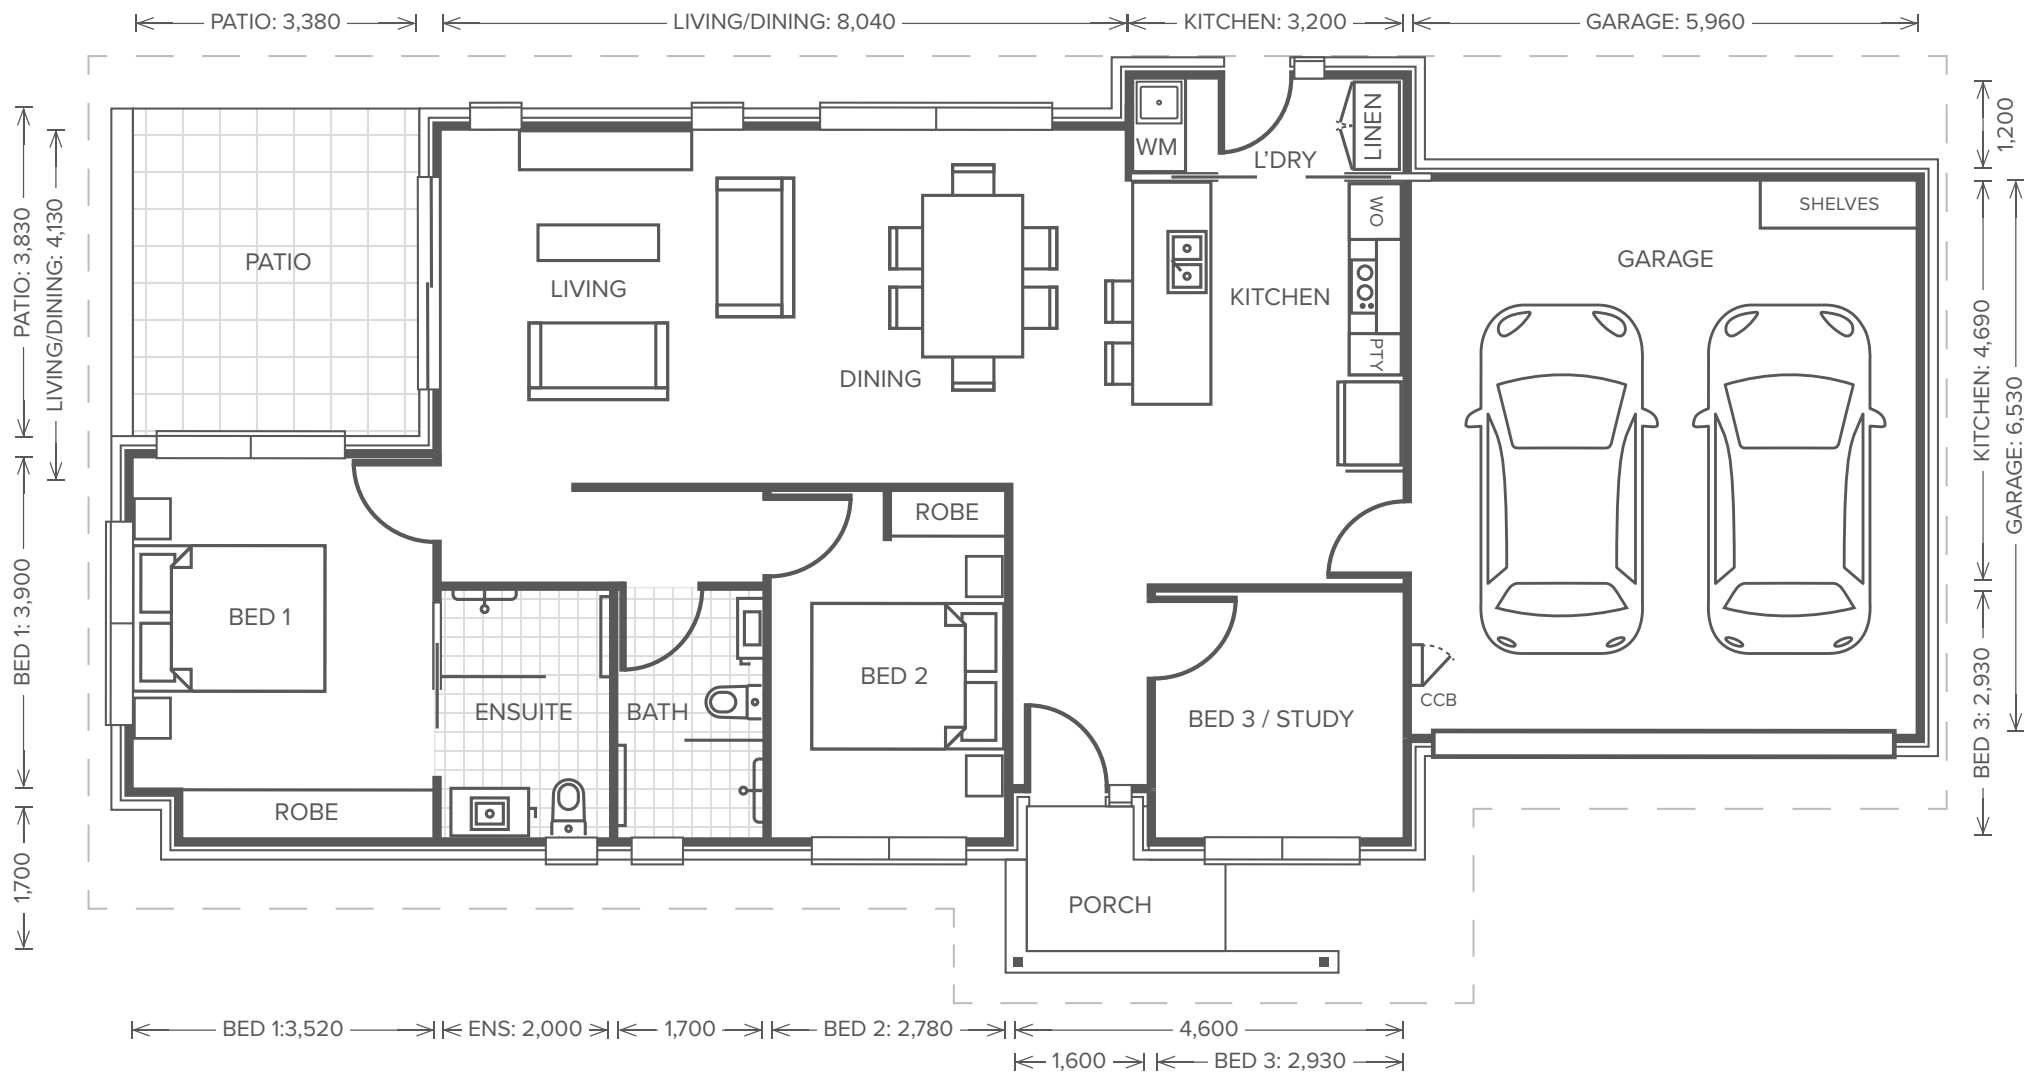 PATIO: 3,380
LIVING/DINING: 8,040
KITCHEN: 3,200
GARAGE: 5,960
1,200
LINEN
WM
L'DRY
WO
SHELVES
PATIO: 3,830
LIVING/DINING: 4,130
PATIO
LIVING
KITCHEN
GARAGE
PTY
DINING
KITCHEN: 4,690
GARAGE: 6,530
ROBE
BED 1: 3,900
BED 1
BED 2
ENSUITE
BATH
BED 3 / STUDY
CCB
BED 3: 2,930
ROBE
1,700
PORCH
BED 1:3,520
ENS: 2,000
1,700
BED 2: 2,780
4,600
1,600
BED 3: 2,930